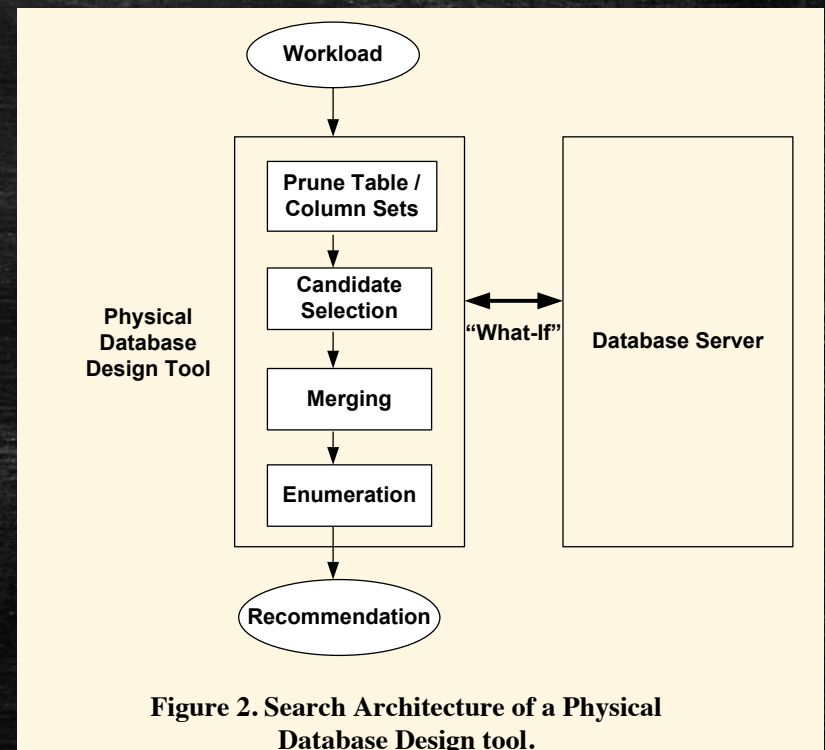 Workload
Prune Table /
Column Sets
Candidate
Selection
Merging
Enumeration
Physical
Database
Design Tool
“What-If”
Database Server
Recommendation
Figure 2. Search Architecture of a Physical
Database Design tool.